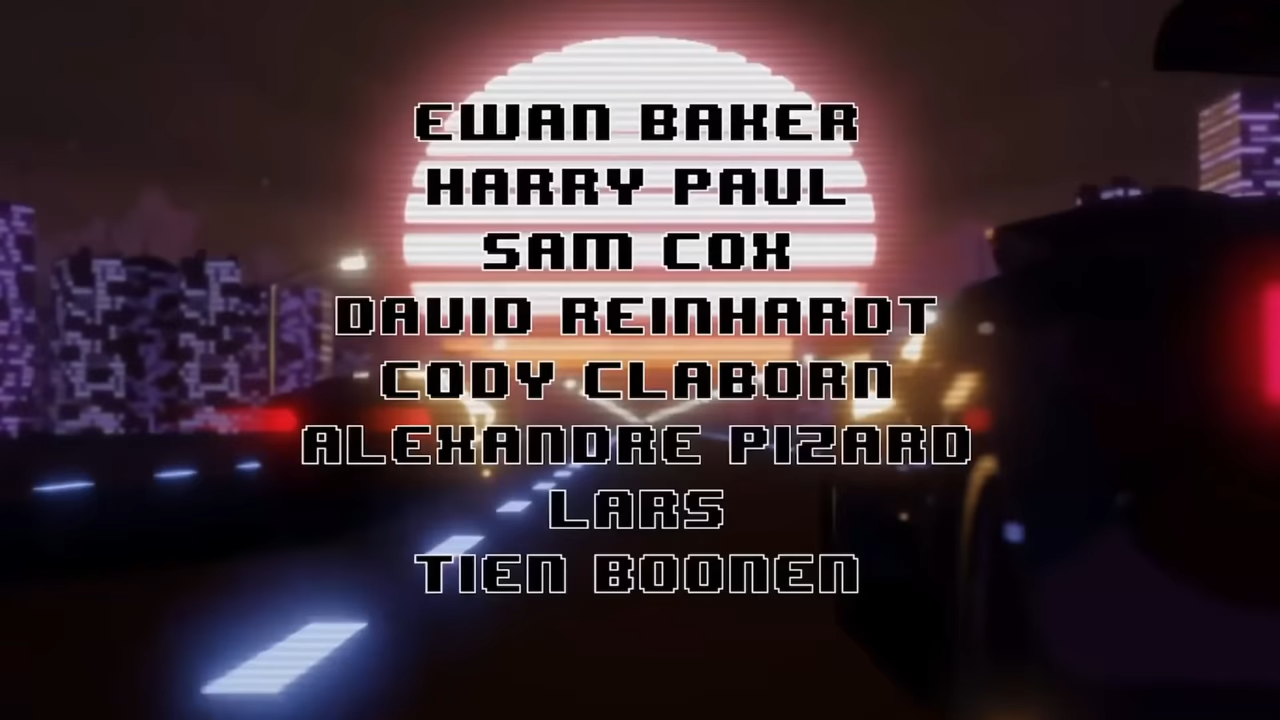 EWAN BAKER
HARRY PAUL
SAM COX
DAVID REINHARDT
CODY CLABORN
ALEXANDRE PIZARD
LARS
TIEN BOONEN